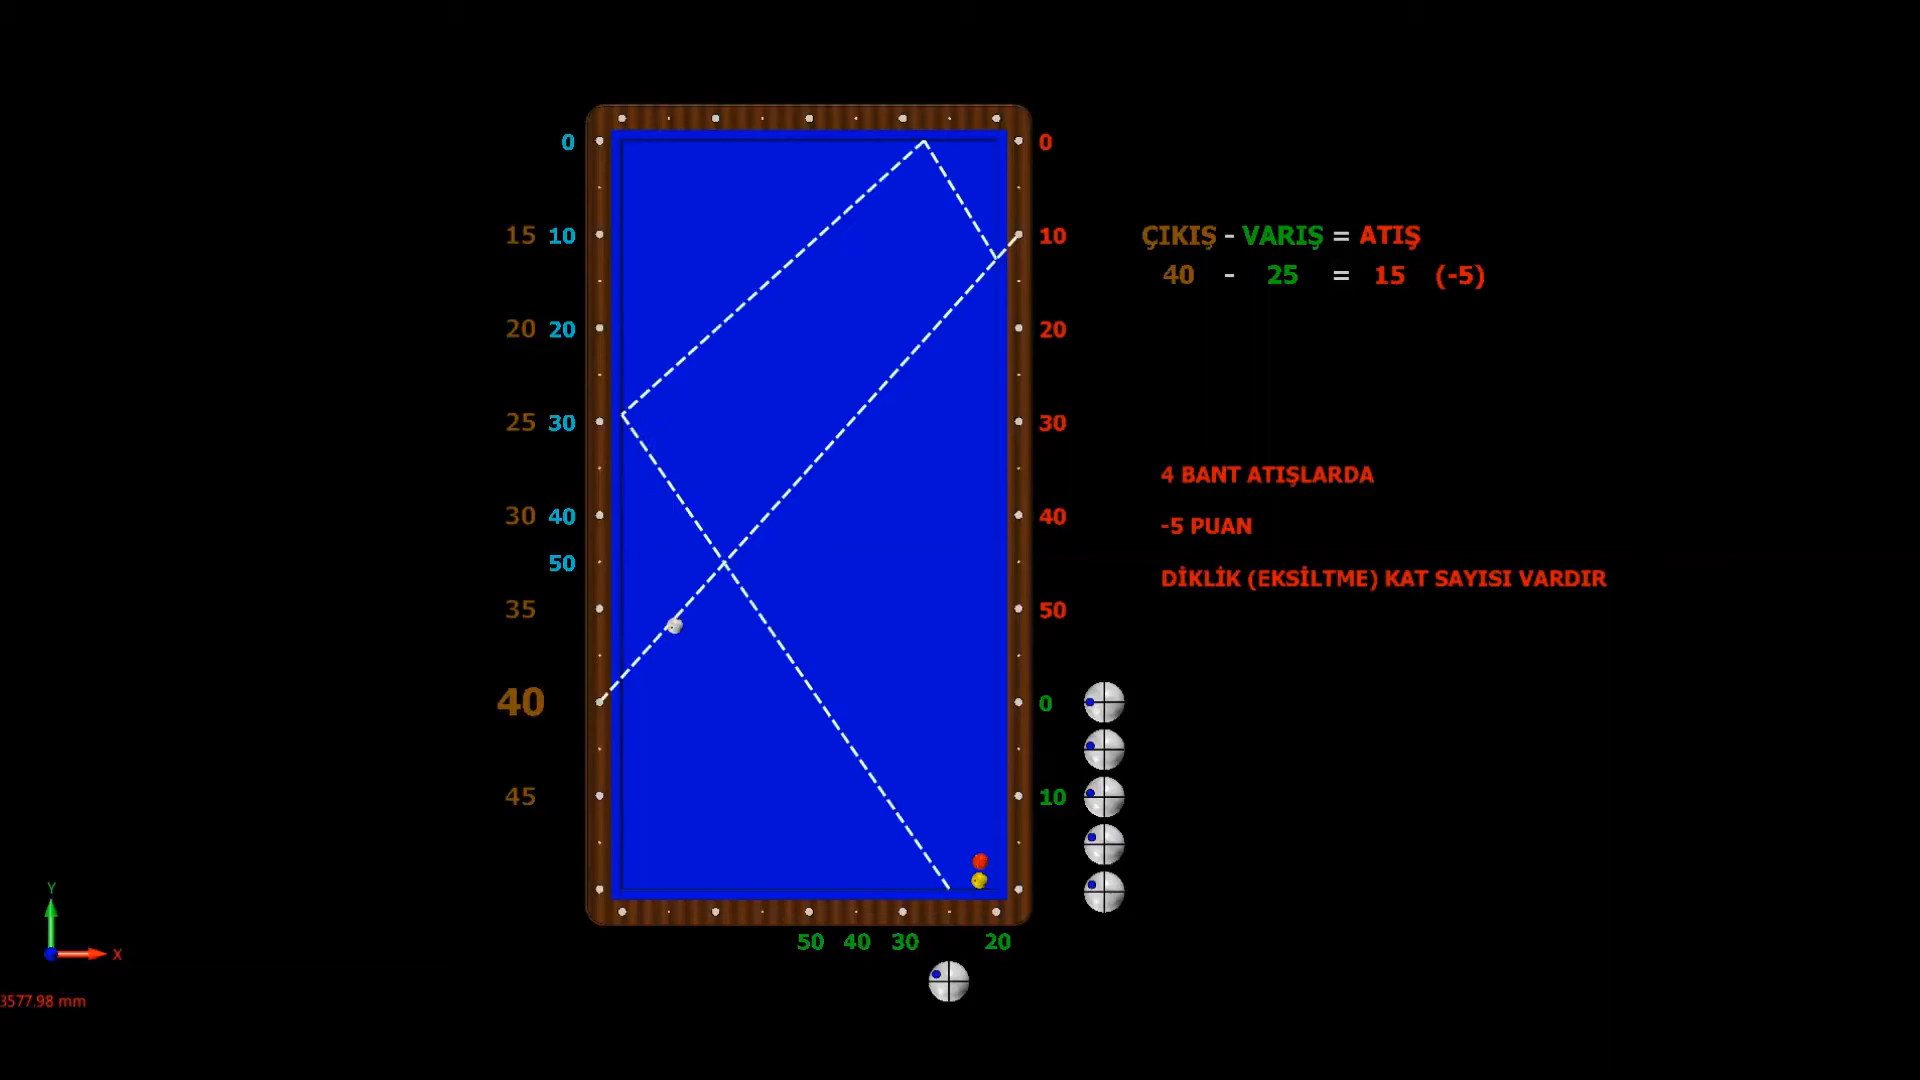 0 0
15 10 10
ÇIKIŞ - VARIŞ = ATIŞ
40 - 25 = 15 (-5)
20 20 20
25 30 30
4 BANT ATIŞLARDA
30 40 40
-5 PUAN
50
DİKLİK (EKSİLTME) KAT SAYISI VARDIR
35 50
40 0
45 10
50 40 30 20
Y
X
3577.98 mm